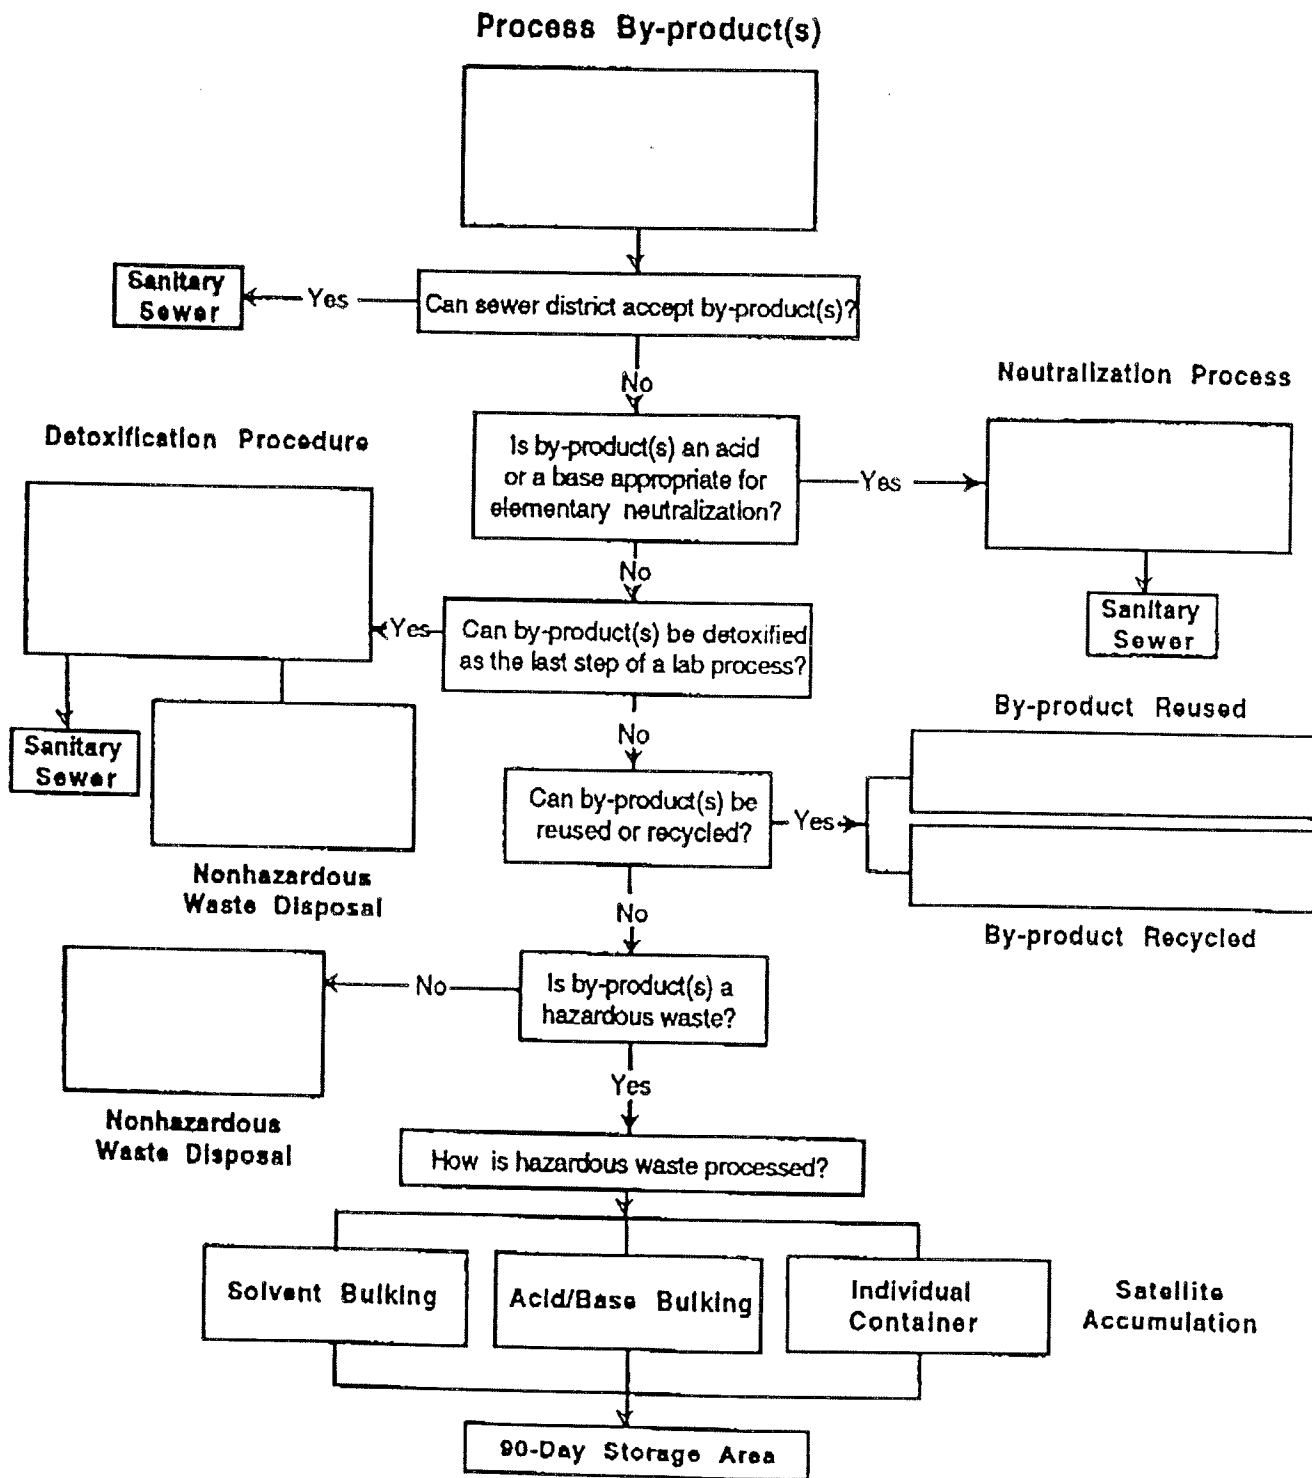 Process By-product(s)
Sanitary
Sewer
Yes
Can sewer district accept by-product(s)?
No
Neutralization Process
Detoxification Procedure
Is by-product(s) an acid
or a base appropriate for
elementary neutralization?
Yes
No
Sanitary
Sewer
Yes
Can by-product(s) be detoxified
as the last step of a lab process?
By-product Reused
No
Sanitary
Sewer
Can by-product(s) be
reused or recycled?
Yes
Nonhazardous
Waste Disposal
No
By-product Recycled
No
Is by-product(s) a
hazardous waste?
Yes
Nonhazardous
Waste Disposal
How is hazardous waste processed?
Solvent Bulking
Acid/Base Bulking
Individual
Container
Satellite
Accumulation
90-Day Storage Area